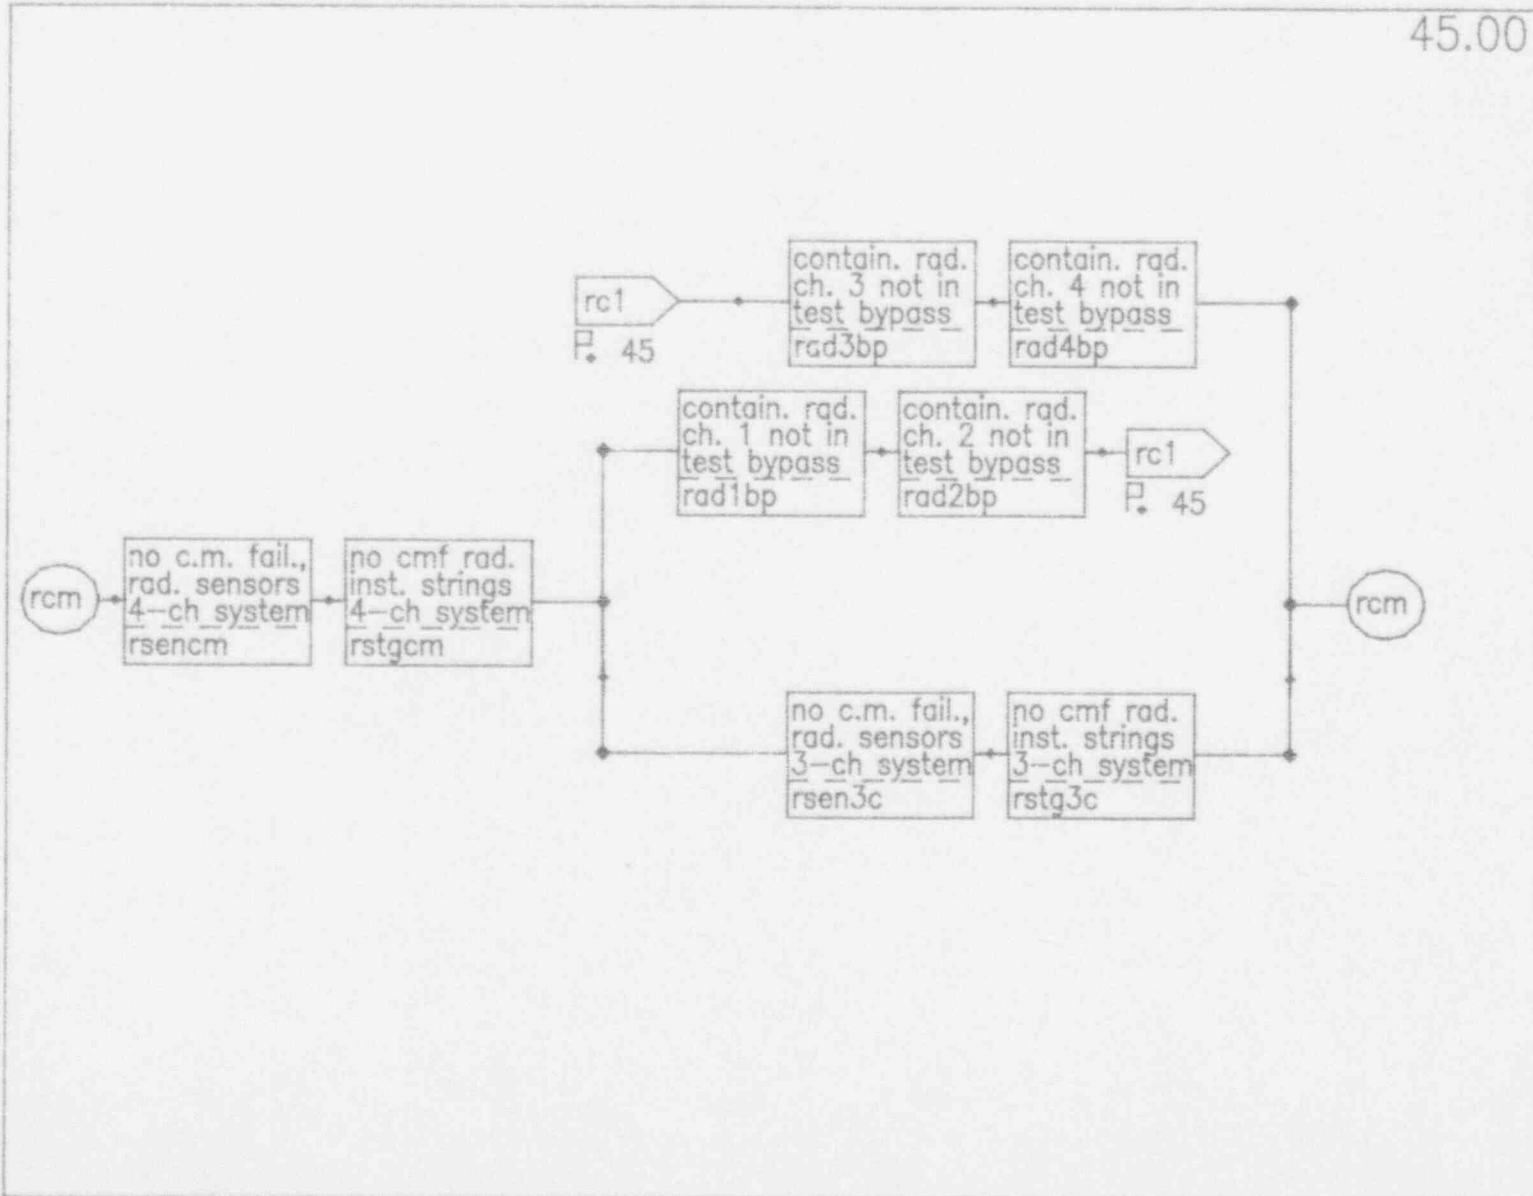 45.00
rc1
P. 45
contain. rad.
ch. 3 not in
test bypass
rad3bp
contain. rad.
ch. 4 not in
test bypass
rad4bp
contain. rad.
ch. 1 not in
test bypass
rad1bp
contain. rad.
ch. 2 not in
test bypass
rad2bp
rc1
P. 45
rcm
no c.m. fail.,
rad. sensors
4-ch system
rsencm
no cmf rad.
inst. strings
4-ch system
rstgcm
rcm
no c.m. fail.,
rad. sensors
3-ch system
rsen3c
no cmf rad.
inst. strings
3-ch system
rstg3c